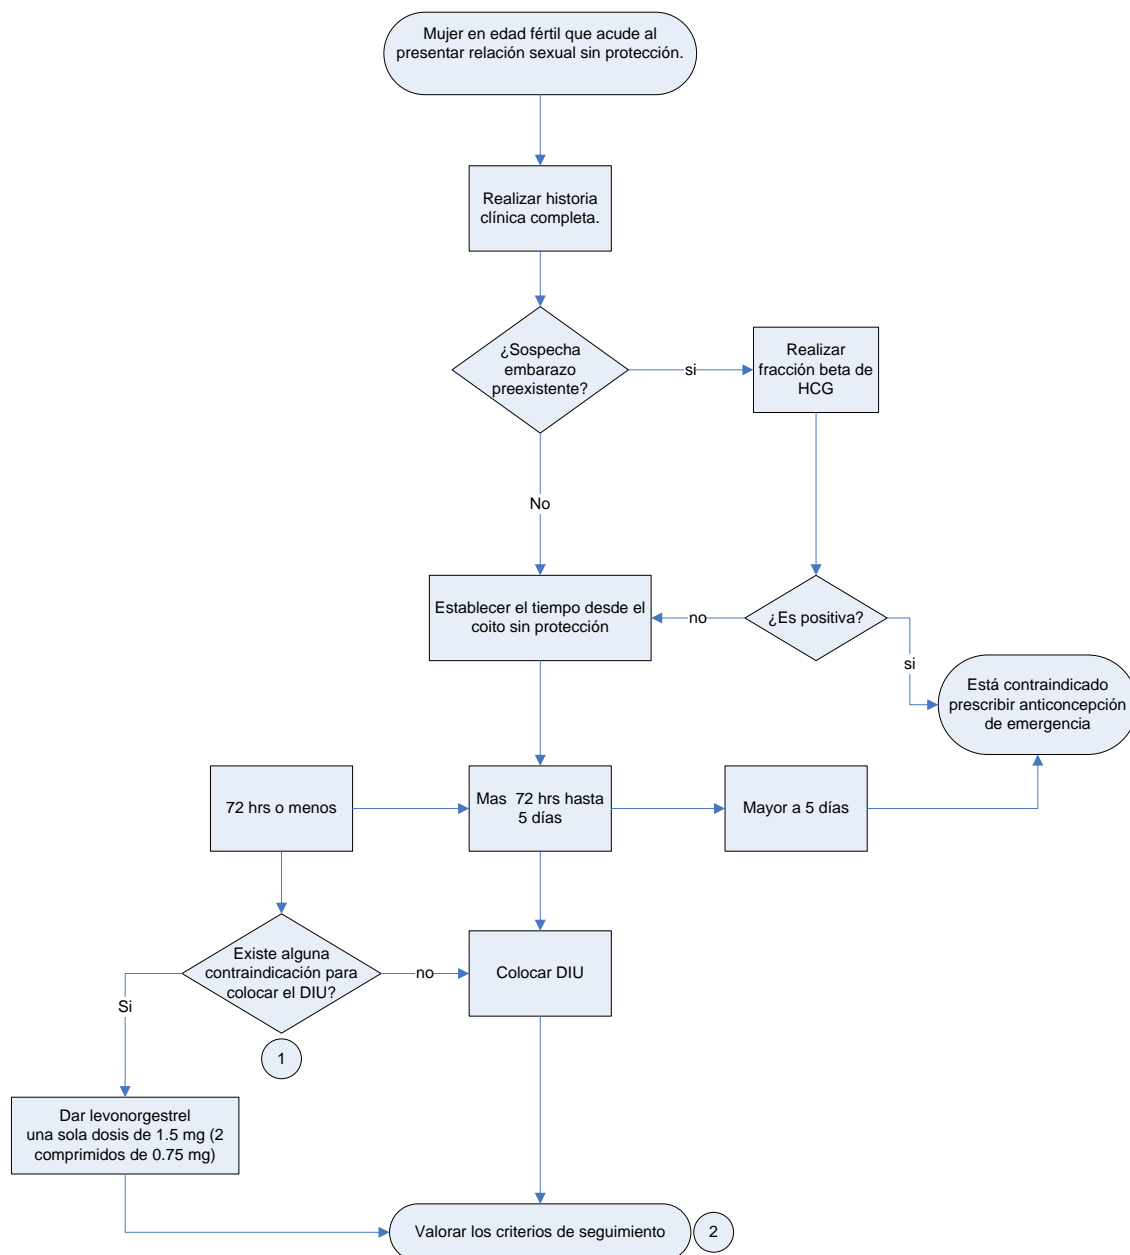 Mujer en edad fértil que acude al
presentar relación sexual sin protección.
Realizar historia
clínica completa.
¿Sospecha
embarazo
preexistente?
si
Realizar
fracción beta de
HCG
No
Establecer el tiempo desde el
coito sin protección
no
¿Es positiva?
si
Está contraindicado
prescribir anticoncepción
de emergencia
72 hrs o menos
Mas  72 hrs hasta
5 días
Mayor a 5 días
Existe alguna
contraindicación para
colocar el DIU?
no
Colocar DIU
Si
1
Dar levonorgestrel
una sola dosis de 1.5 mg (2
comprimidos de 0.75 mg)
Valorar los criterios de seguimiento
2